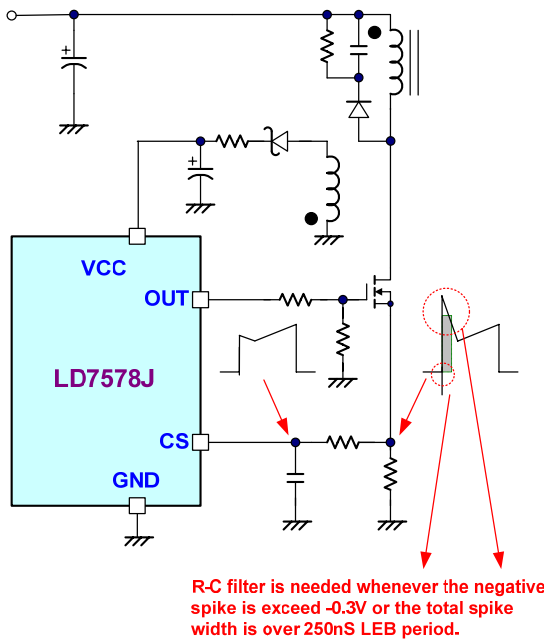 VCC
OUT
LD7578J
CS
GND
+
+
R-C filter is needed whenever the negative
spike is exceed -0.3V or the total spike
width is over 250nS LEB period.